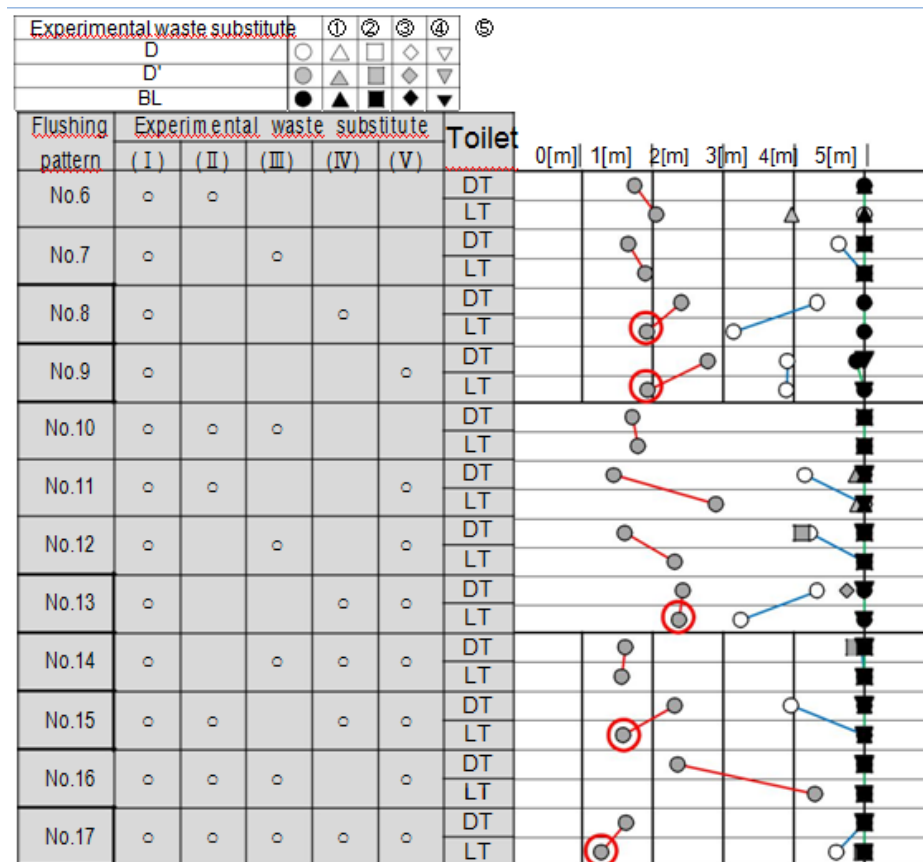 Experimental waste substitute ① ② ③ ④ ⑤
D ○ △ □ ◇ ▽
D' ● ▲ ■ ◆ ▼
BL ● ▲ ■ ◆ ▼
Flushing pattern Experimental waste substitute Toilet
(Ⅰ) (Ⅱ) (Ⅲ) (Ⅳ) (Ⅴ) 0[m] 1[m] 2[m] 3[m] 4[m] 5[m]
No.6 ○ ○ DT
LT
No.7 ○ ○ DT
LT
No.8 ○ ○ DT
LT
No.9 ○ ○ DT
LT
No.10 ○ ○ ○ DT
LT
No.11 ○ ○ ○ DT
LT
No.12 ○ ○ ○ DT
LT
No.13 ○ ○ ○ DT
LT
No.14 ○ ○ ○ ○ DT
LT
No.15 ○ ○ ○ ○ DT
LT
No.16 ○ ○ ○ ○ DT
LT
No.17 ○ ○ ○ ○ ○ DT
LT